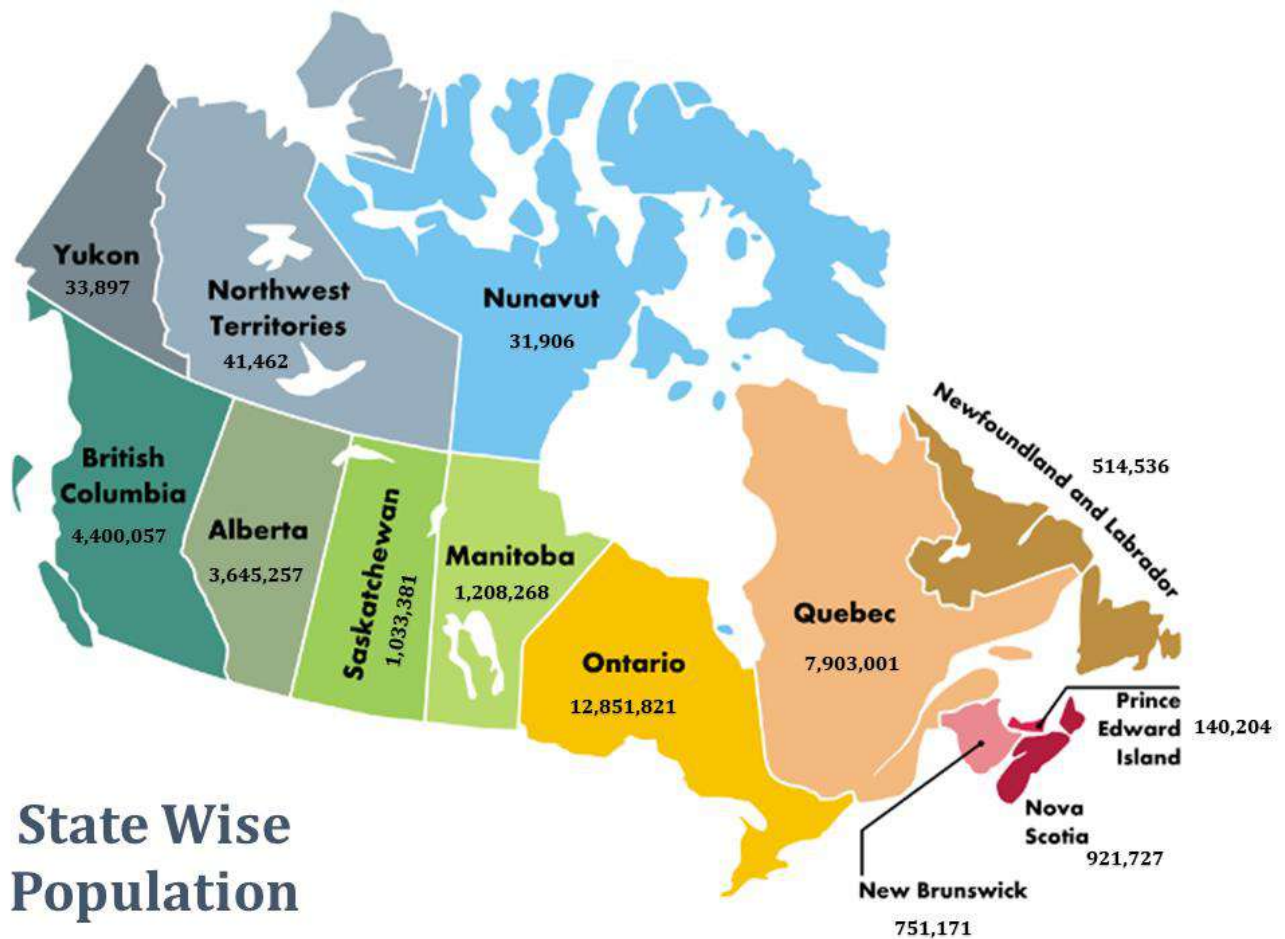 Yukon
33,897
Northwest
Territories
41,462
Nunavut
31,906
British
Columbia
4,400,057
Alberta
3,645,257
Saskatchewan
1,033,381
Manitoba
1,208,268
Ontario
12,851,821
Quebec
7,903,001
Newfoundland and Labrador
514,536
Prince
Edward
Island
140,204
Nova
Scotia
921,727
New Brunswick
751,171
State Wise
Population